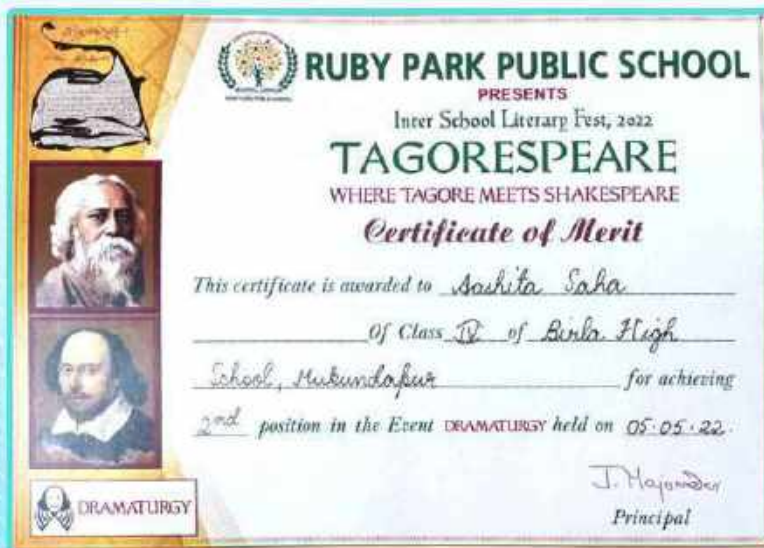 RUBY PARK PUBLIC SCHOOL
PRESENTS
Inter School Literary Fest, 2022
TAGORESPEARE
WHERE TAGORE MEETS SHAKESPEARE
Certificate of Merit
This certificate is awarded to Aashita Saha
Of Class IV of Birla High
School, Mukundapur for achieving
2nd position in the Event DRAMATURGY held on 05.05.22.
J. Majumder
Principal
DRAMATURGY